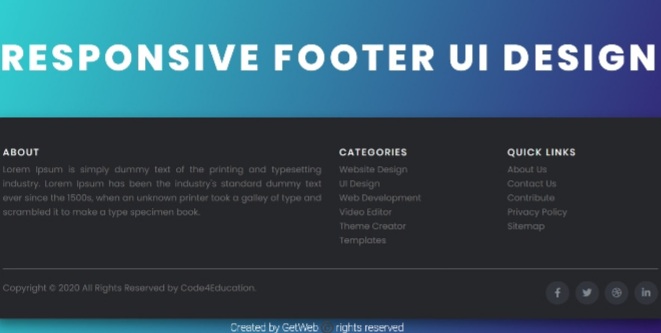 RESPONSIVE FOOTER UI DESIGN
ABOUT
Lorem Ipsum is simply dummy text of the printing and typesetting
industry. Lorem Ipsum has been the industry's standard dummy text
ever since the 1500s, when an unknown printer took a galley of type and
scrambled it to make a type specimen book.
CATEGORIES
Website Design
UI Design
Web Development
Video Editor
Theme Creator
Templates
QUICK LINKS
About Us
Contact Us
Contribute
Privacy Policy
Sitemap
Copyright © 2020 All Rights Reserved by Code4Education.
Created by GetWeb rights reserved